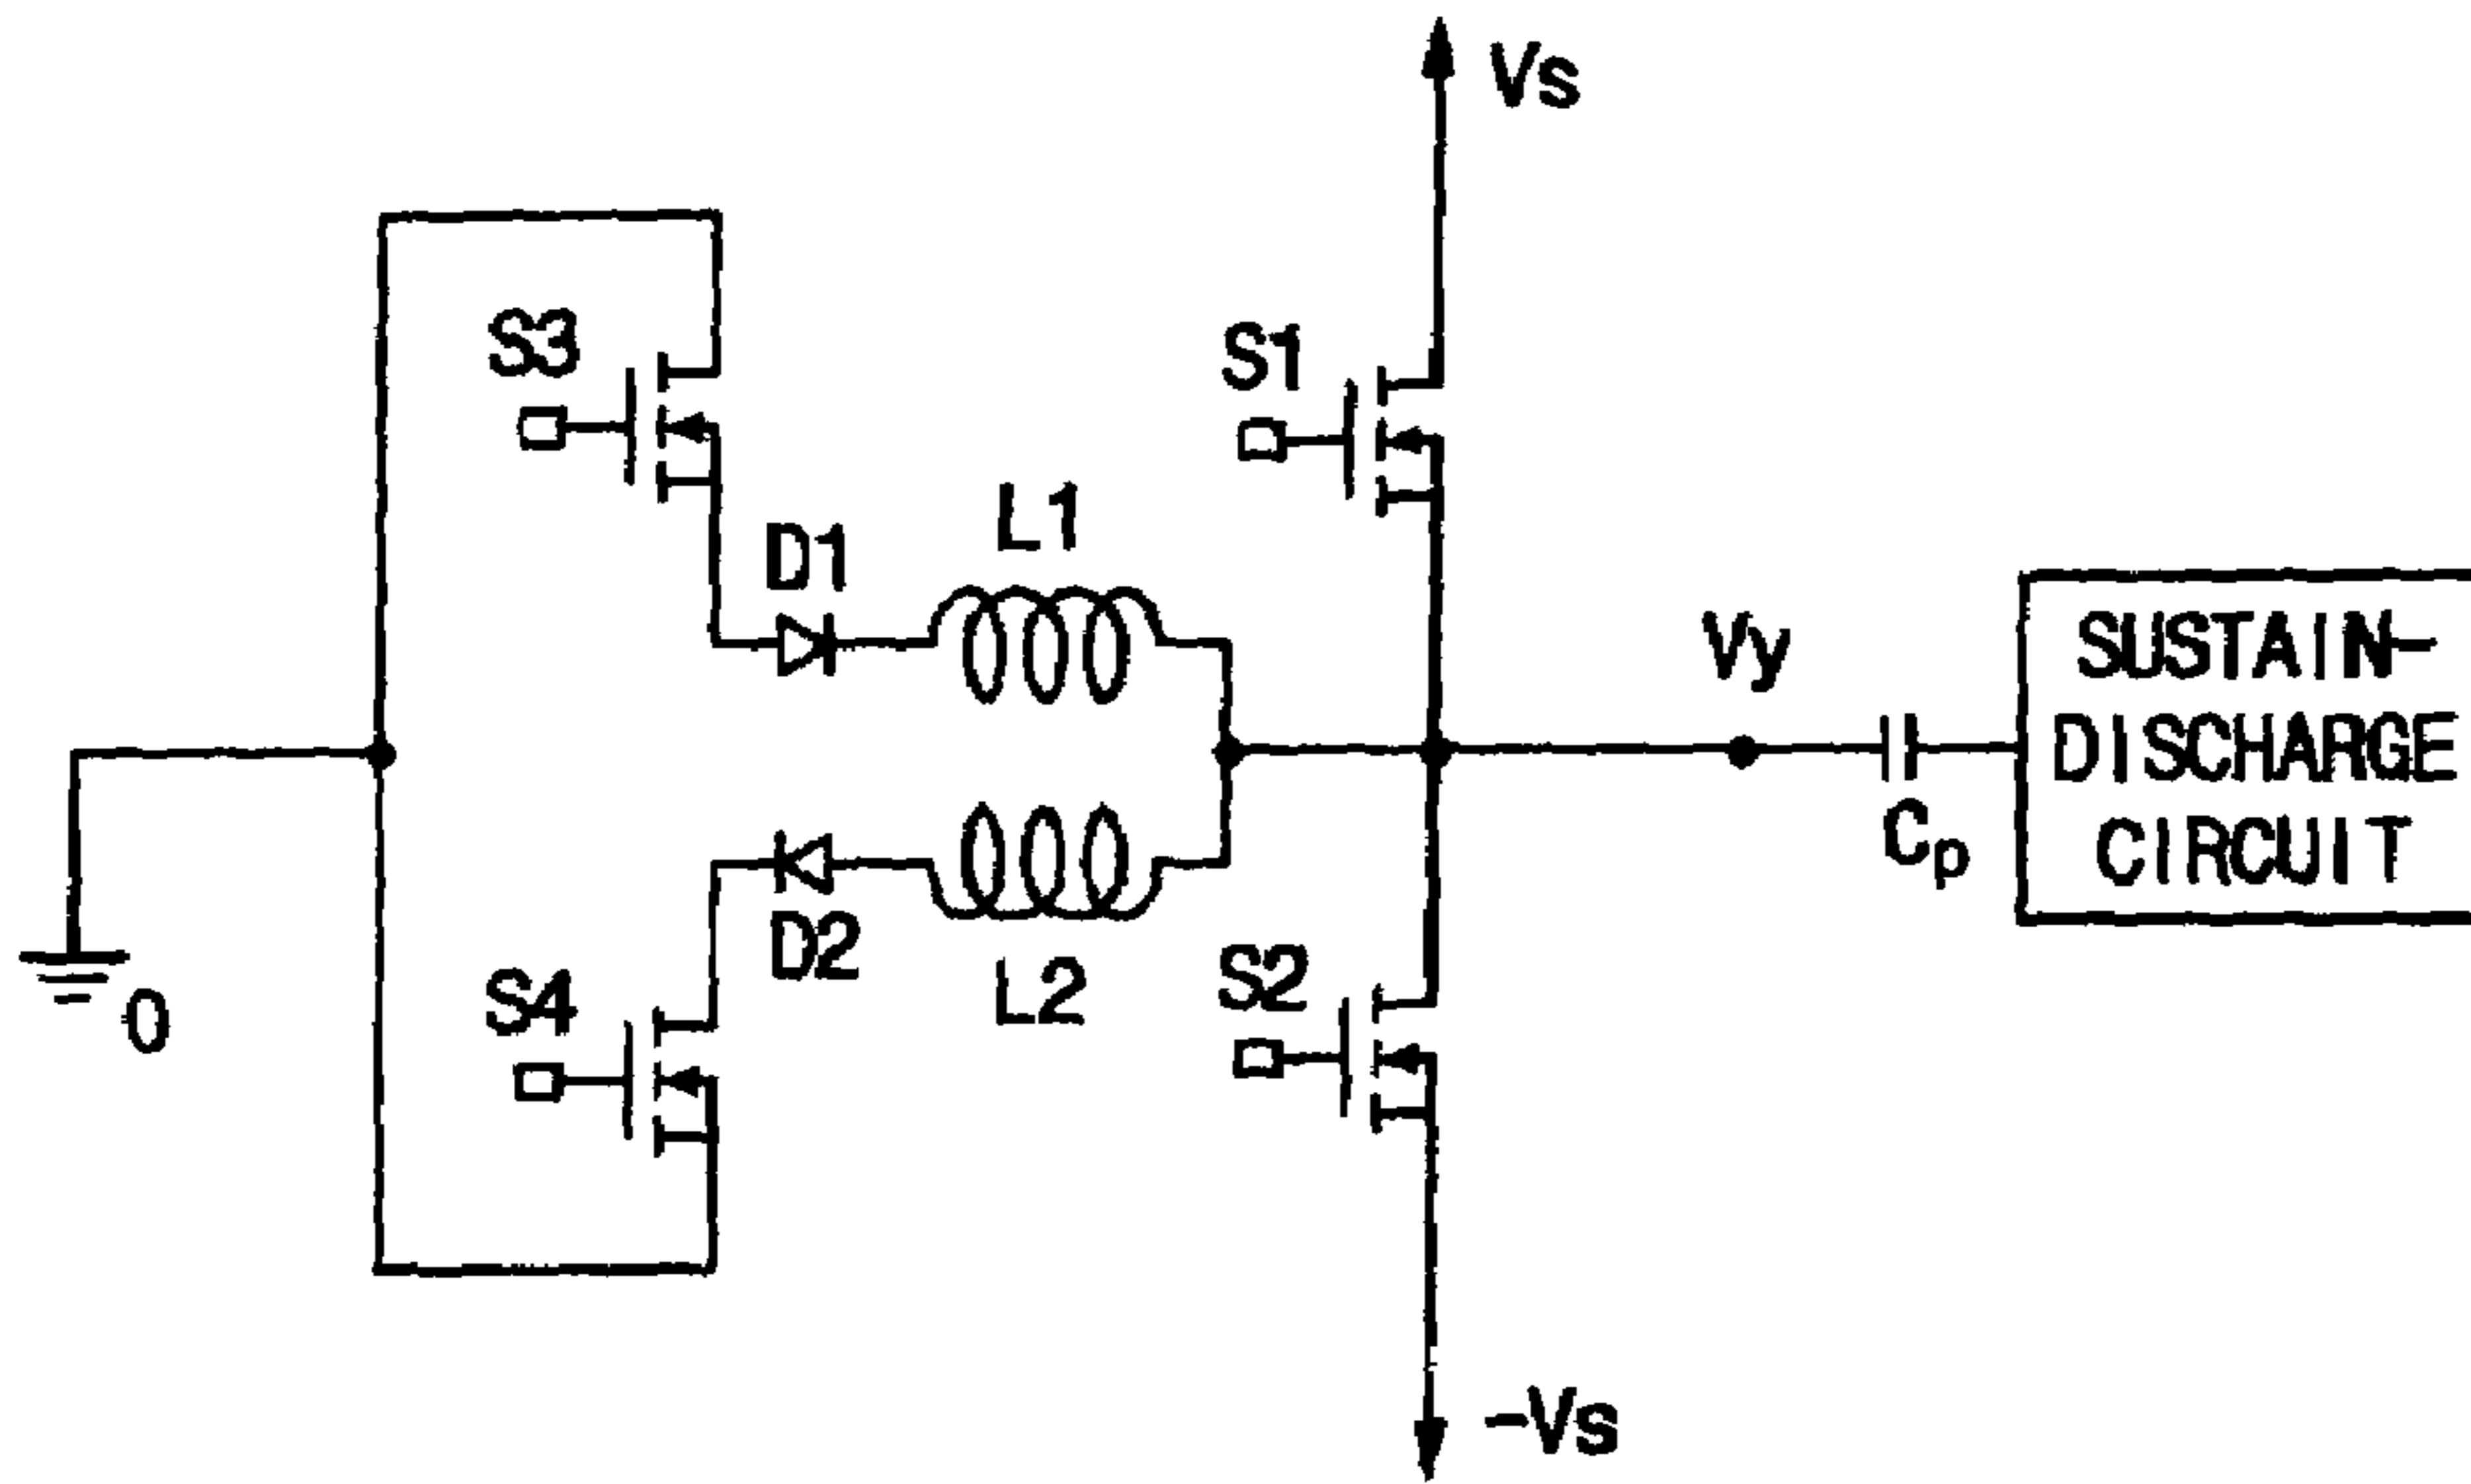 Vs
S3
S1
L1
D1
Vy
SUSTAIN-
DISCHARGE
CIRCUIT
Cp
D2
S4
L2
S2
0
-Vs